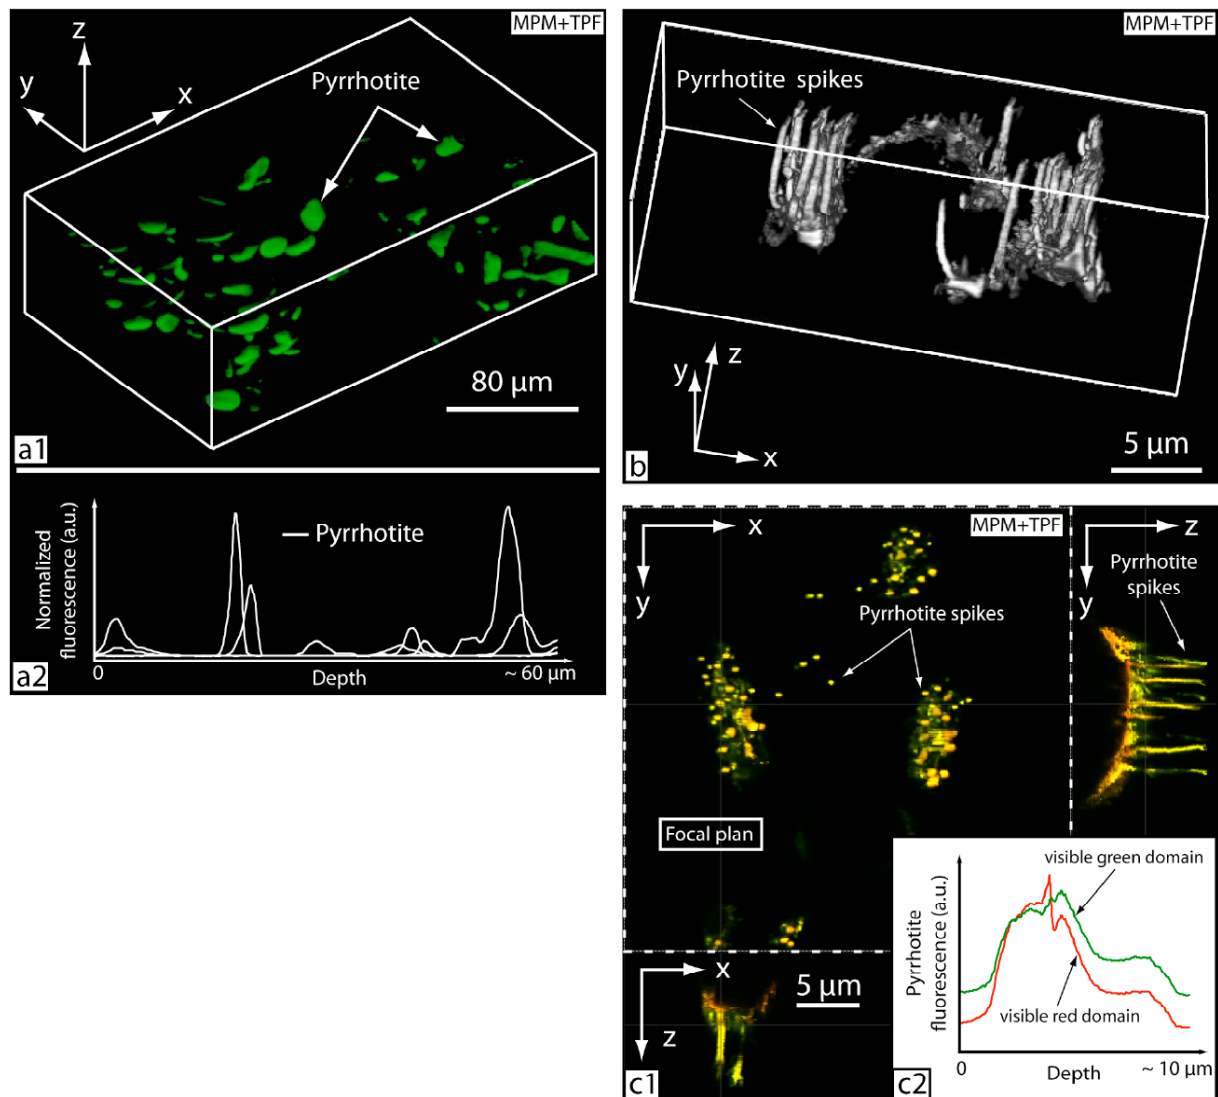 MPM+TPF
z
y
x
Pyrrhotite
80 µm
a1
Normalized
fluorescence (a.u.)
Pyrrhotite
0
Depth
~ 60 µm
a2
MPM+TPF
Pyrrhotite spikes
z
y
x
5 µm
b
x
MPM+TPF
y
Pyrrhotite spikes
Focal plan
z
y
Pyrrhotite
spikes
x
5 µm
z
c1
visible green domain
Pyrrhotite
fluorescence (a.u.)
visible red domain
0
Depth
~ 10 µm
c2